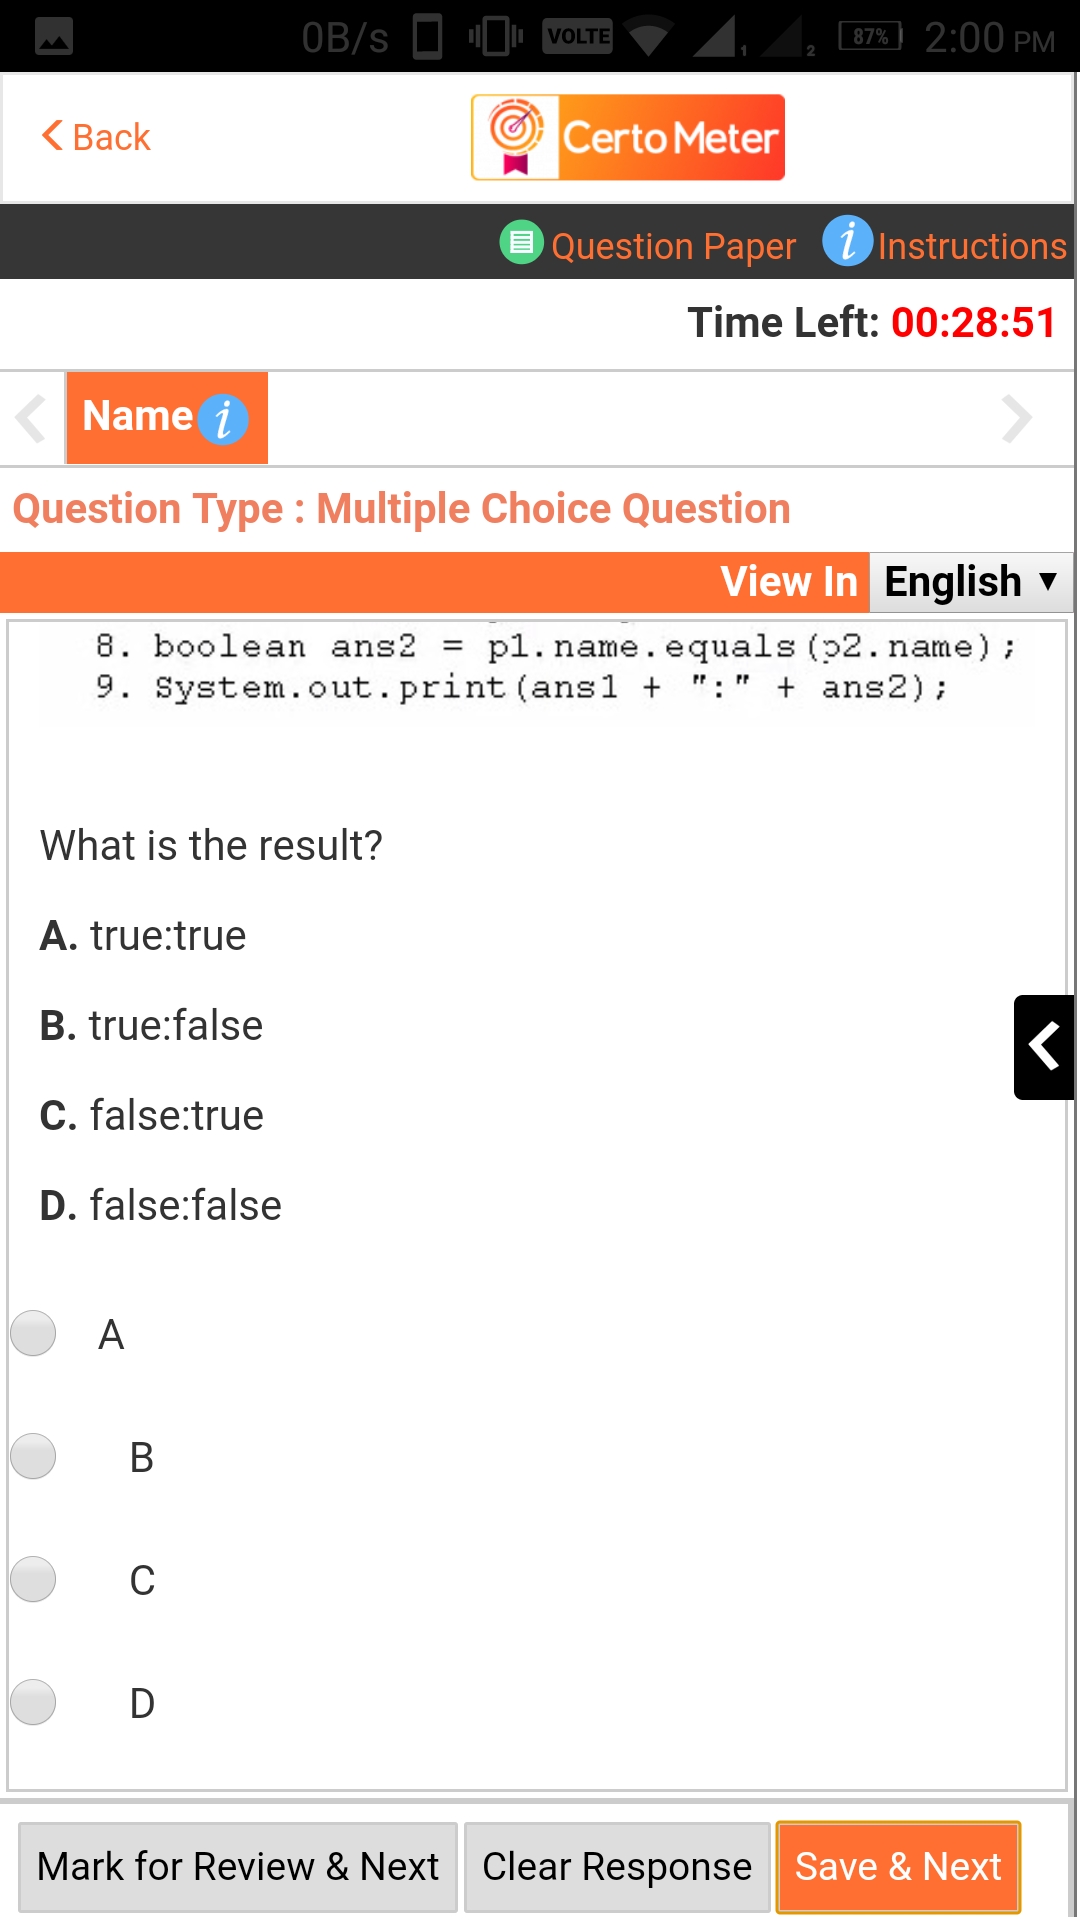 0B/s VOLTE 1 2 87% 2:00 PM
Back
Certo Meter
Question Paper i Instructions
Time Left: 00:28:51
Name i
Question Type : Multiple Choice Question
View In English ▼
8. boolean ans2 = p1.name.equals(p2.name);
9. System.out.print(ans1 + ":" + ans2);
What is the result?
A. true:true
B. true:false
C. false:true
D. false:false
A
B
C
D
Mark for Review & Next Clear Response Save & Next